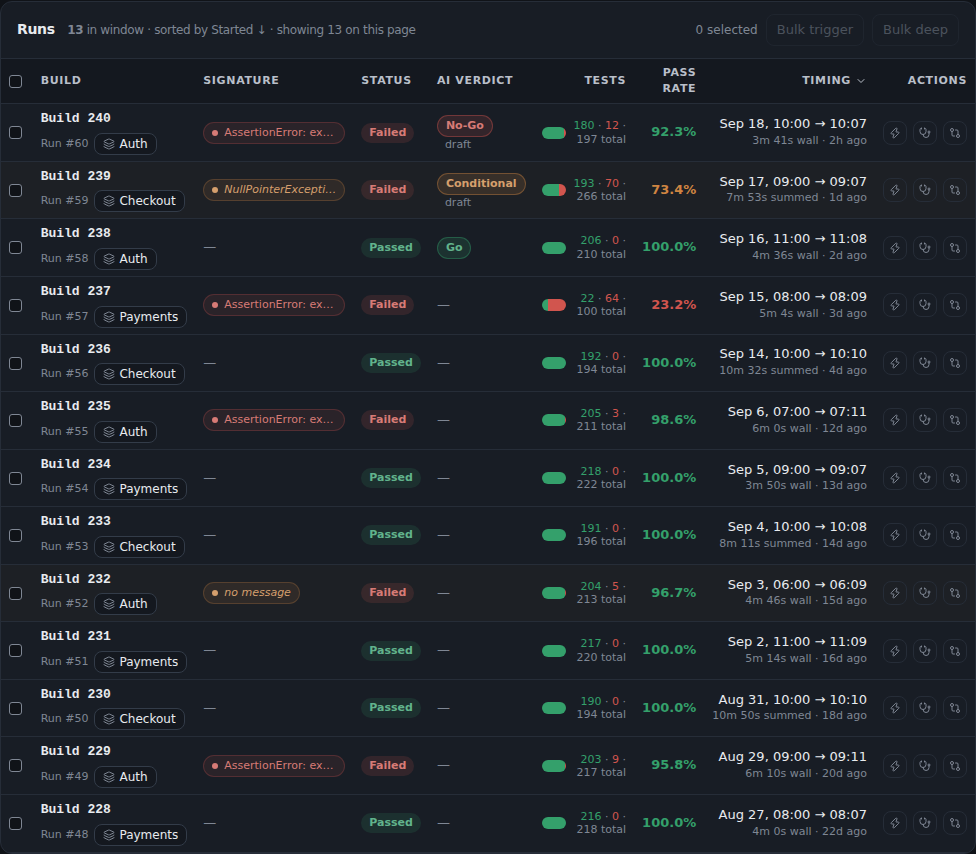 Runs 13 in window · sorted by Started ↓ · showing 13 on this page 0 selected Bulk trigger Bulk deep
BUILD SIGNATURE STATUS AI VERDICT TESTS PASS RATE TIMING ACTIONS
Build 240
Run #60 Auth
AssertionError: ex…
Failed
No-Go
draft
180 · 12 ·
197 total
92.3%
Sep 18, 10:00 → 10:07
3m 41s wall · 2h ago
Build 239
Run #59 Checkout
NullPointerExcepti…
Failed
Conditional
draft
193 · 70 ·
266 total
73.4%
Sep 17, 09:00 → 09:07
7m 53s summed · 1d ago
Build 238
Run #58 Auth
—
Passed
Go
206 · 0 ·
210 total
100.0%
Sep 16, 11:00 → 11:08
4m 36s wall · 2d ago
Build 237
Run #57 Payments
AssertionError: ex…
Failed
—
22 · 64 ·
100 total
23.2%
Sep 15, 08:00 → 08:09
5m 4s wall · 3d ago
Build 236
Run #56 Checkout
—
Passed
—
192 · 0 ·
194 total
100.0%
Sep 14, 10:00 → 10:10
10m 32s summed · 4d ago
Build 235
Run #55 Auth
AssertionError: ex…
Failed
—
205 · 3 ·
211 total
98.6%
Sep 6, 07:00 → 07:11
6m 0s wall · 12d ago
Build 234
Run #54 Payments
—
Passed
—
218 · 0 ·
222 total
100.0%
Sep 5, 09:00 → 09:07
3m 50s wall · 13d ago
Build 233
Run #53 Checkout
—
Passed
—
191 · 0 ·
196 total
100.0%
Sep 4, 10:00 → 10:08
8m 11s summed · 14d ago
Build 232
Run #52 Auth
no message
Failed
—
204 · 5 ·
213 total
96.7%
Sep 3, 06:00 → 06:09
4m 46s wall · 15d ago
Build 231
Run #51 Payments
—
Passed
—
217 · 0 ·
220 total
100.0%
Sep 2, 11:00 → 11:09
5m 14s wall · 16d ago
Build 230
Run #50 Checkout
—
Passed
—
190 · 0 ·
194 total
100.0%
Aug 31, 10:00 → 10:10
10m 50s summed · 18d ago
Build 229
Run #49 Auth
AssertionError: ex…
Failed
—
203 · 9 ·
217 total
95.8%
Aug 29, 09:00 → 09:11
6m 10s wall · 20d ago
Build 228
Run #48 Payments
—
Passed
—
216 · 0 ·
218 total
100.0%
Aug 27, 08:00 → 08:07
4m 0s wall · 22d ago